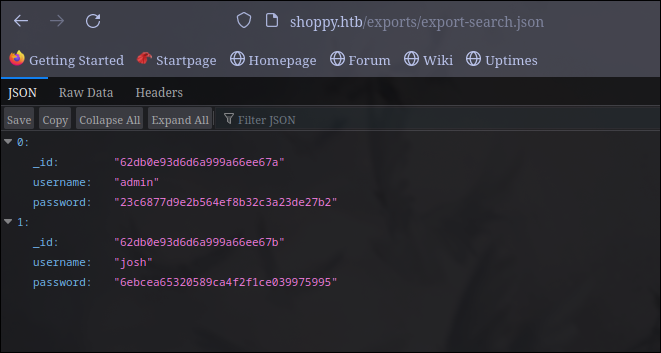 shoppy.htb/exports/export-search.json
Getting Started Startpage Homepage Forum Wiki Uptimes
JSON Raw Data Headers
Save Copy Collapse All Expand All Filter JSON
0:
_id: "62db0e93d6d6a999a66ee67a"
username: "admin"
password: "23c6877d9e2b564ef8b32c3a23de27b2"
1:
_id: "62db0e93d6d6a999a66ee67b"
username: "josh"
password: "6ebcea65320589ca4f2f1ce039975995"